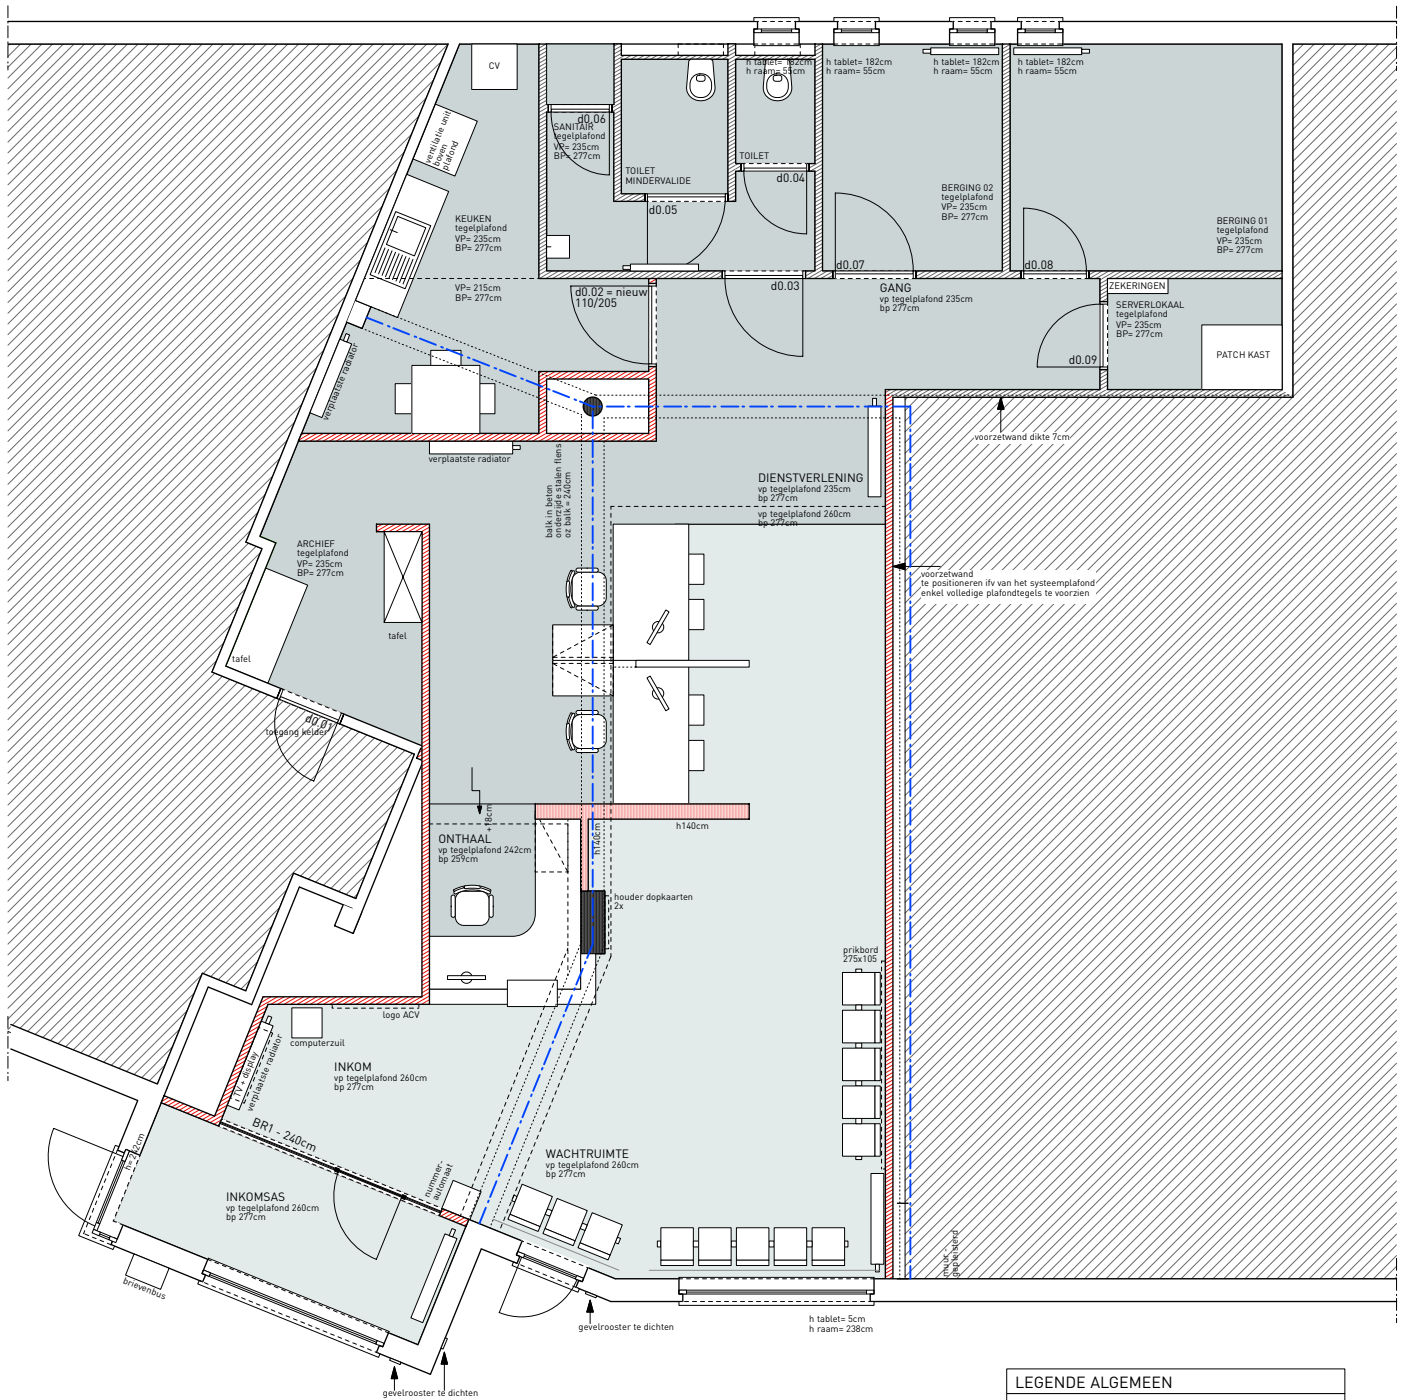 h tablet= 182cm
h raam= 55cm
h tablet= 182cm
h raam= 55cm
h tablet= 182cm
h raam= 55cm
h tablet= 182cm
h raam= 55cm
CV
ventilatie unit
boven
plafond
d0.06
SANITAIR
tegelplafond
VP= 235cm
BP= 277cm
TOILET
MINDERVALIDE
TOILET
d0.04
d0.05
BERGING 02
tegelplafond
VP= 235cm
BP= 277cm
BERGING 01
tegelplafond
VP= 235cm
BP= 277cm
KEUKEN
tegelplafond
VP= 235cm
BP= 277cm
VP= 215cm
BP= 277cm
d0.02 = nieuw
110/205
d0.03
d0.07
d0.08
GANG
vp tegelplafond 235cm
bp 277cm
ZEKERINGEN
SERVERLOKAAL
tegelplafond
VP= 235cm
BP= 277cm
PATCH KAST
d0.09
verplaatste radiator
verplaatste radiator
voorzetwand dikte 7cm
balk in beton
onderzijde stalen flens
oz balk = 240cm
DIENSTVERLENING
vp tegelplafond 235cm
bp 277cm
vp tegelplafond 260cm
bp 277cm
ARCHIEF
tegelplafond
VP= 235cm
BP= 277cm
voorzetwand
te positioneren ifv van het systeemplafond
enkel volledige plafondtegels te voorzien
tafel
tafel
d0.01
toegang kelder
+18cm
h140cm
h140cm
ONTHAAL
vp tegelplafond 242cm
bp 259cm
houder dopkaarten
2x
prikbord
275x105
logo ACV
computerzuil
TV + display
verplaatste radiator
INKOM
vp tegelplafond 260cm
bp 277cm
BR1 - 240cm
nummer-
automaat
WACHTRUIMTE
vp tegelplafond 260cm
bp 277cm
INKOMSAS
vp tegelplafond 260cm
bp 277cm
muur -
gepleisterd
brievenbus
gevelrooster te dichten
h tablet= 5cm
h raam= 238cm
gevelrooster te dichten
LEGENDE ALGEMEEN